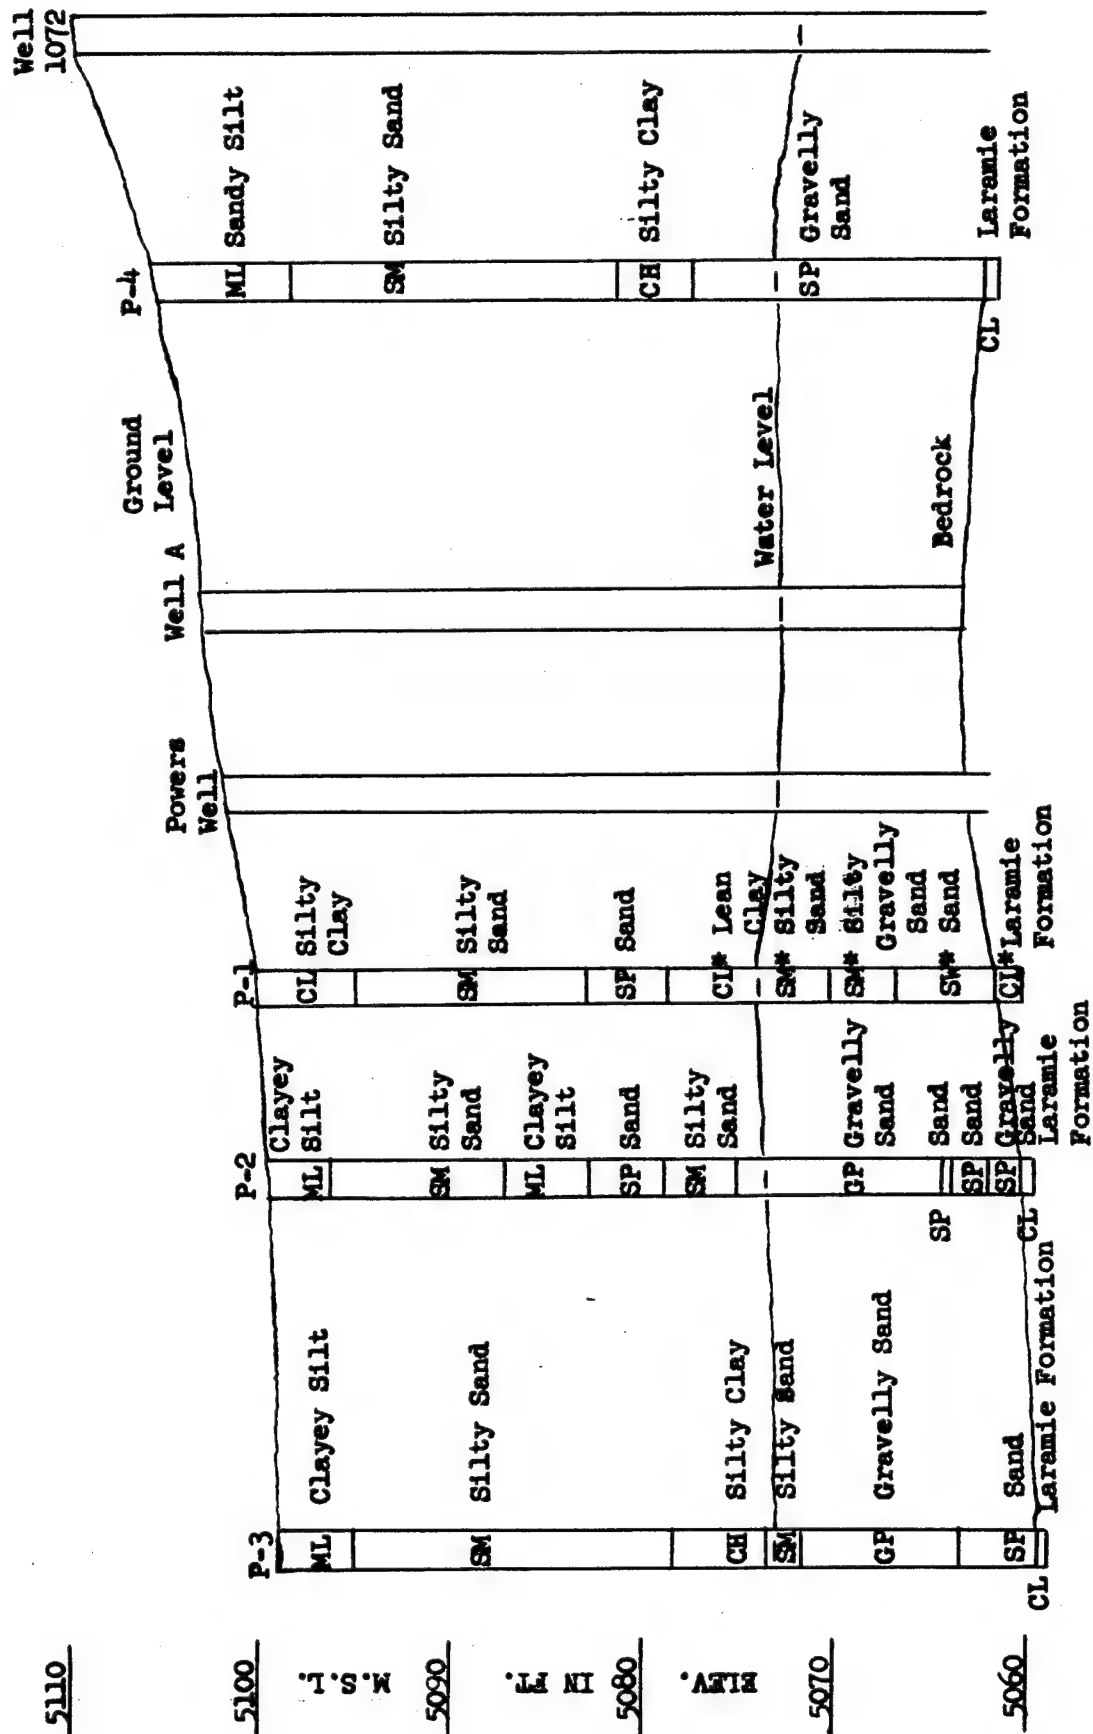 5110
5100
5090
5080
5070
5060
ELEV.
IN FT.
M.S.L.
P-3
ML
Clayey Silt
SM
Silty Sand
CH
Silty Clay
SM
Silty Sand
GP
Gravelly Sand
SP
Sand
CL
Laramie Formation
P-2
ML
Clayey
Silt
SM
Silty
Sand
ML
Clayey
Silt
SP
Sand
SM
Silty
Sand
GP
Gravelly
Sand
SP
Sand
SP
Sand
SP
Gravelly
Sand
CL
Laramie
Formation
P-1
CL
Silty
Clay
SM
Silty
Sand
SP
Sand
CL*
Lean
Clay
SM*
Silty
Sand
SM*
Silty
Gravelly
Sand
SW*
Sand
CL*
Laramie
Formation
Powers
Well
Well A
Ground
Level
Water Level
Bedrock
P-4
ML
Sandy Silt
SM
Silty Sand
CH
Silty Clay
SP
Gravelly
Sand
CL
Laramie
Formation
Well
1072